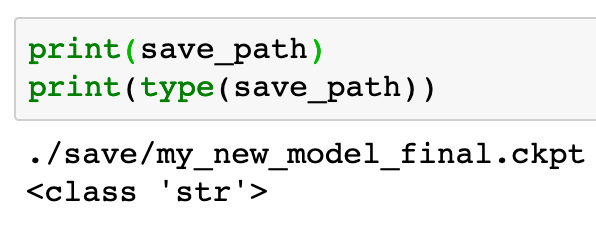 print(save_path)
print(type(save_path))
./save/my_new_model_final.ckpt
<class 'str'>